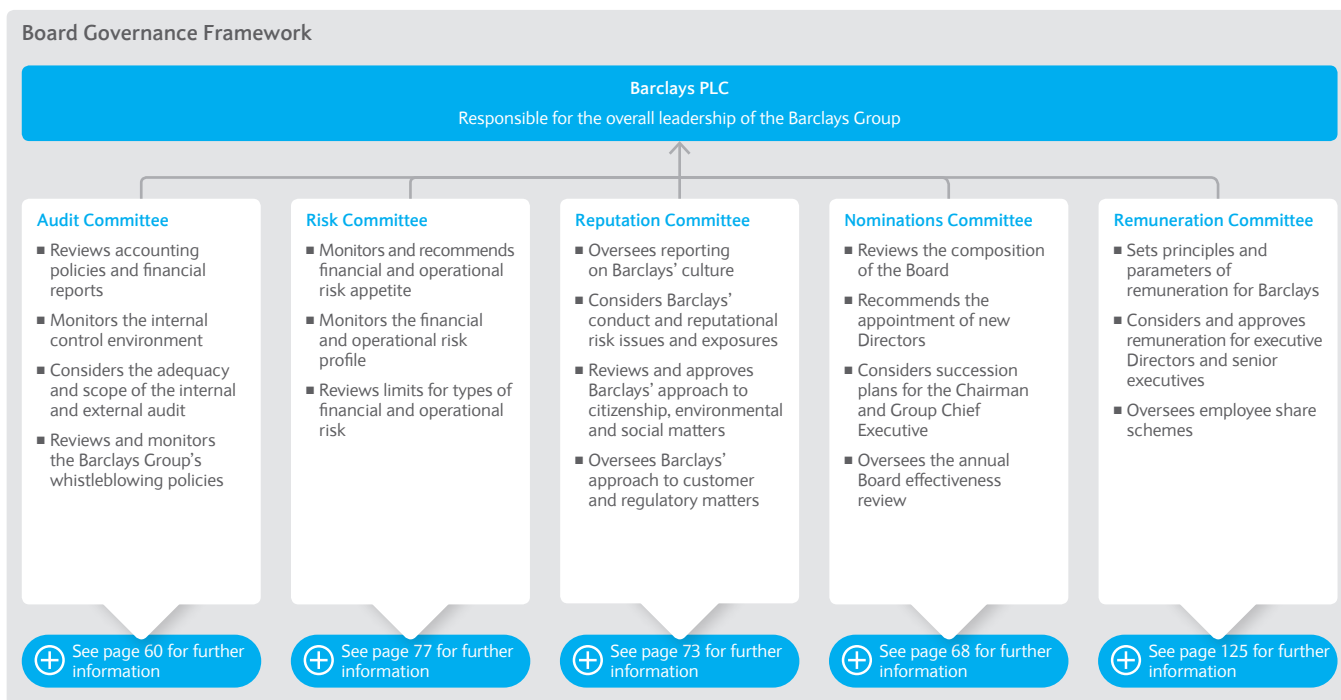 Board Governance Framework
Barclays PLC
Responsible for the overall leadership of the Barclays Group
Audit Committee
■ Reviews accounting
policies and financial
reports
■ Monitors the internal
control environment
■ Considers the adequacy
and scope of the internal
and external audit
■ Reviews and monitors
the Barclays Group's
whistleblowing policies
See page 60 for further
information
Risk Committee
■ Monitors and recommends
financial and operational
risk appetite
■ Monitors the financial
and operational risk
profile
■ Reviews limits for types of
financial and operational
risk
See page 77 for further
information
Reputation Committee
■ Oversees reporting
on Barclays' culture
■ Considers Barclays'
conduct and reputational
risk issues and exposures
■ Reviews and approves
Barclays' approach to
citizenship, environmental
and social matters
■ Oversees Barclays'
approach to customer
and regulatory matters
See page 73 for further
information
Nominations Committee
■ Reviews the composition
of the Board
■ Recommends the
appointment of new
Directors
■ Considers succession
plans for the Chairman
and Group Chief
Executive
■ Oversees the annual
Board effectiveness
review
See page 68 for further
information
Remuneration Committee
■ Sets principles and
parameters of
remuneration for Barclays
■ Considers and approves
remuneration for executive
Directors and senior
executives
■ Oversees employee share
schemes
See page 125 for further
information